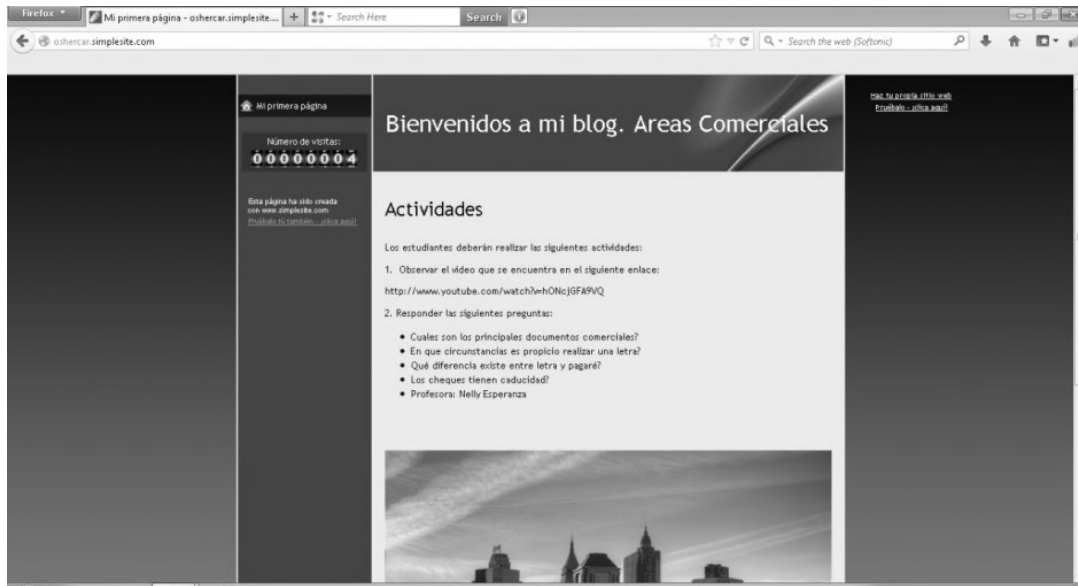 Firefox
Mi primera página - oshercar.simplesite....
Search Here
Search
oshercar.simplesite.com
Search the web (Softonic)
Mi primera página
Número de visitas:
00000004
Esta página ha sido creada
con www.simplesite.com
Pruébalo tú también - ¡clica aquí!
Bienvenidos a mi blog. Areas Comerciales
Haz tu propia sitio web
Pruébalo - ¡clica aquí!
Actividades
Los estudiantes deberán realizar las siguientes actividades:
1. Observar el video que se encuentra en el siguiente enlace:
http://www.youtube.com/watch?v=hONcjGFA9VQ
2. Responder las siguientes preguntas:
• Cuales son los principales documentos comerciales?
• En que circunstancias es propicio realizar una letra?
• Qué diferencia existe entre letra y pagaré?
• Los cheques tienen caducidad?
• Profesora: Nelly Esperanza